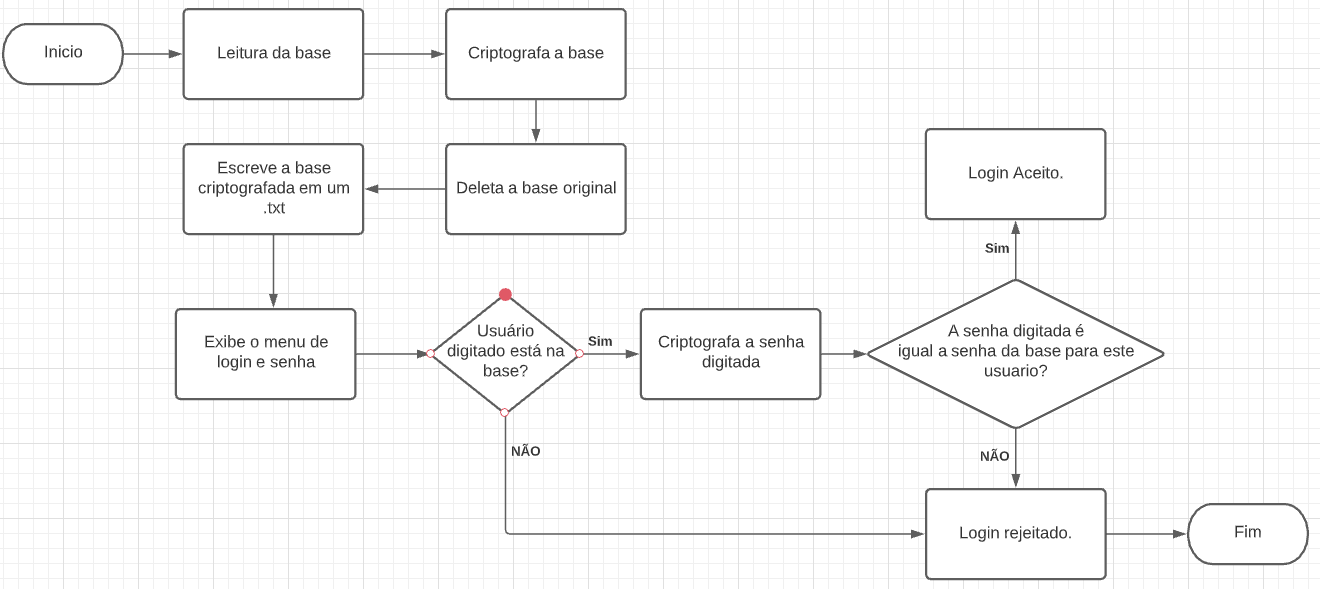 Inicio
Leitura da base
Criptografa a base
Deleta a base original
Escreve a base
criptografada em um
.txt
Exibe o menu de
login e senha
Usuário
digitado está na
base?
Sim
NÃO
Criptografa a senha
digitada
A senha digitada é
igual a senha da base para este
usuario?
Sim
Login Aceito.
NÃO
Login rejeitado.
Fim